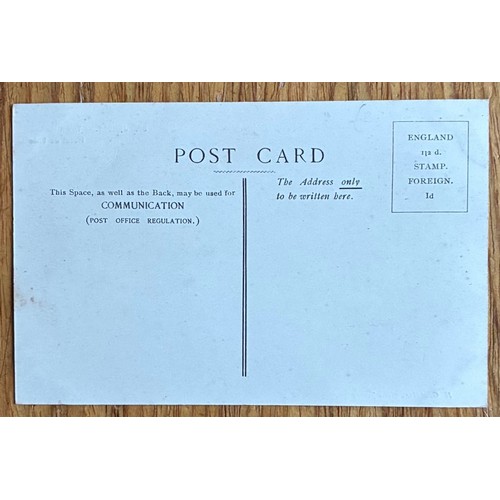 POST CARD
This Space, as well as the Back, may be used for
COMMUNICATION
(POST OFFICE REGULATION.)
The Address only
to be written here.
ENGLAND
1|2 d.
STAMP.
FOREIGN.
1d